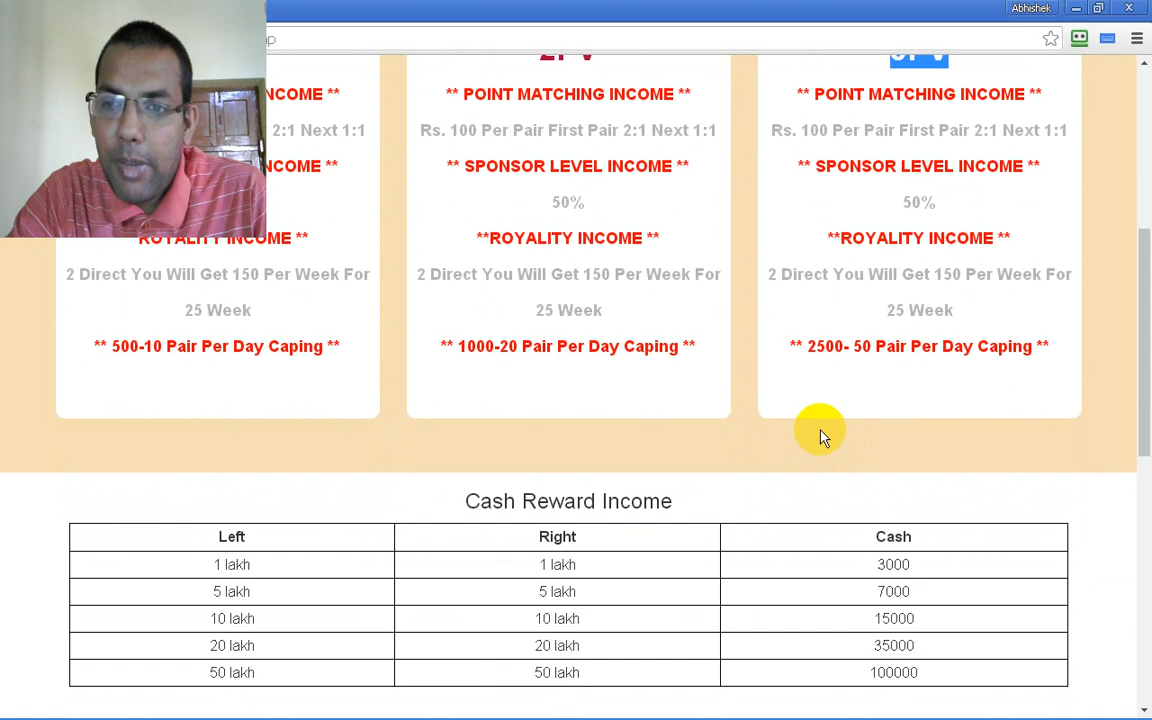 Abhishek
NCOME **
2:1 Next 1:1
NCOME **
ROYALITY INCOME **
2 Direct You Will Get 150 Per Week For
25 Week
** 500-10 Pair Per Day Caping **
** POINT MATCHING INCOME **
Rs. 100 Per Pair First Pair 2:1 Next 1:1
** SPONSOR LEVEL INCOME **
50%
**ROYALITY INCOME **
2 Direct You Will Get 150 Per Week For
25 Week
** 1000-20 Pair Per Day Caping **
** POINT MATCHING INCOME **
Rs. 100 Per Pair First Pair 2:1 Next 1:1
** SPONSOR LEVEL INCOME **
50%
**ROYALITY INCOME **
2 Direct You Will Get 150 Per Week For
25 Week
** 2500- 50 Pair Per Day Caping **
Cash Reward Income
Left Right Cash
1 lakh 1 lakh 3000
5 lakh 5 lakh 7000
10 lakh 10 lakh 15000
20 lakh 20 lakh 35000
50 lakh 50 lakh 100000